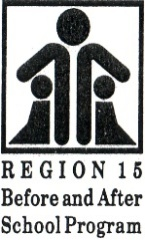 REGION 15
Before and After
School Program